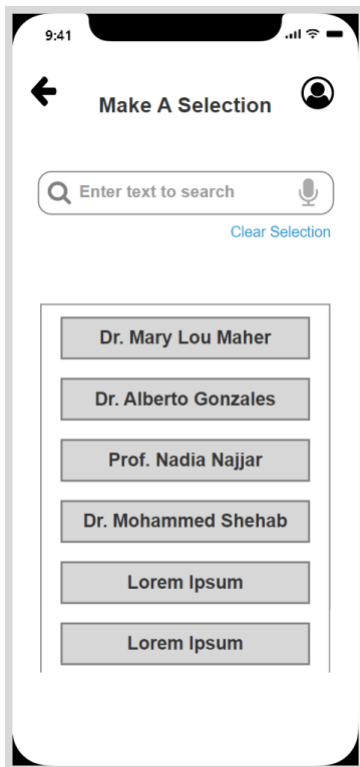 9:41
Make A Selection
Enter text to search
Clear Selection
Dr. Mary Lou Maher
Dr. Alberto Gonzales
Prof. Nadia Najjar
Dr. Mohammed Shehab
Lorem Ipsum
Lorem Ipsum